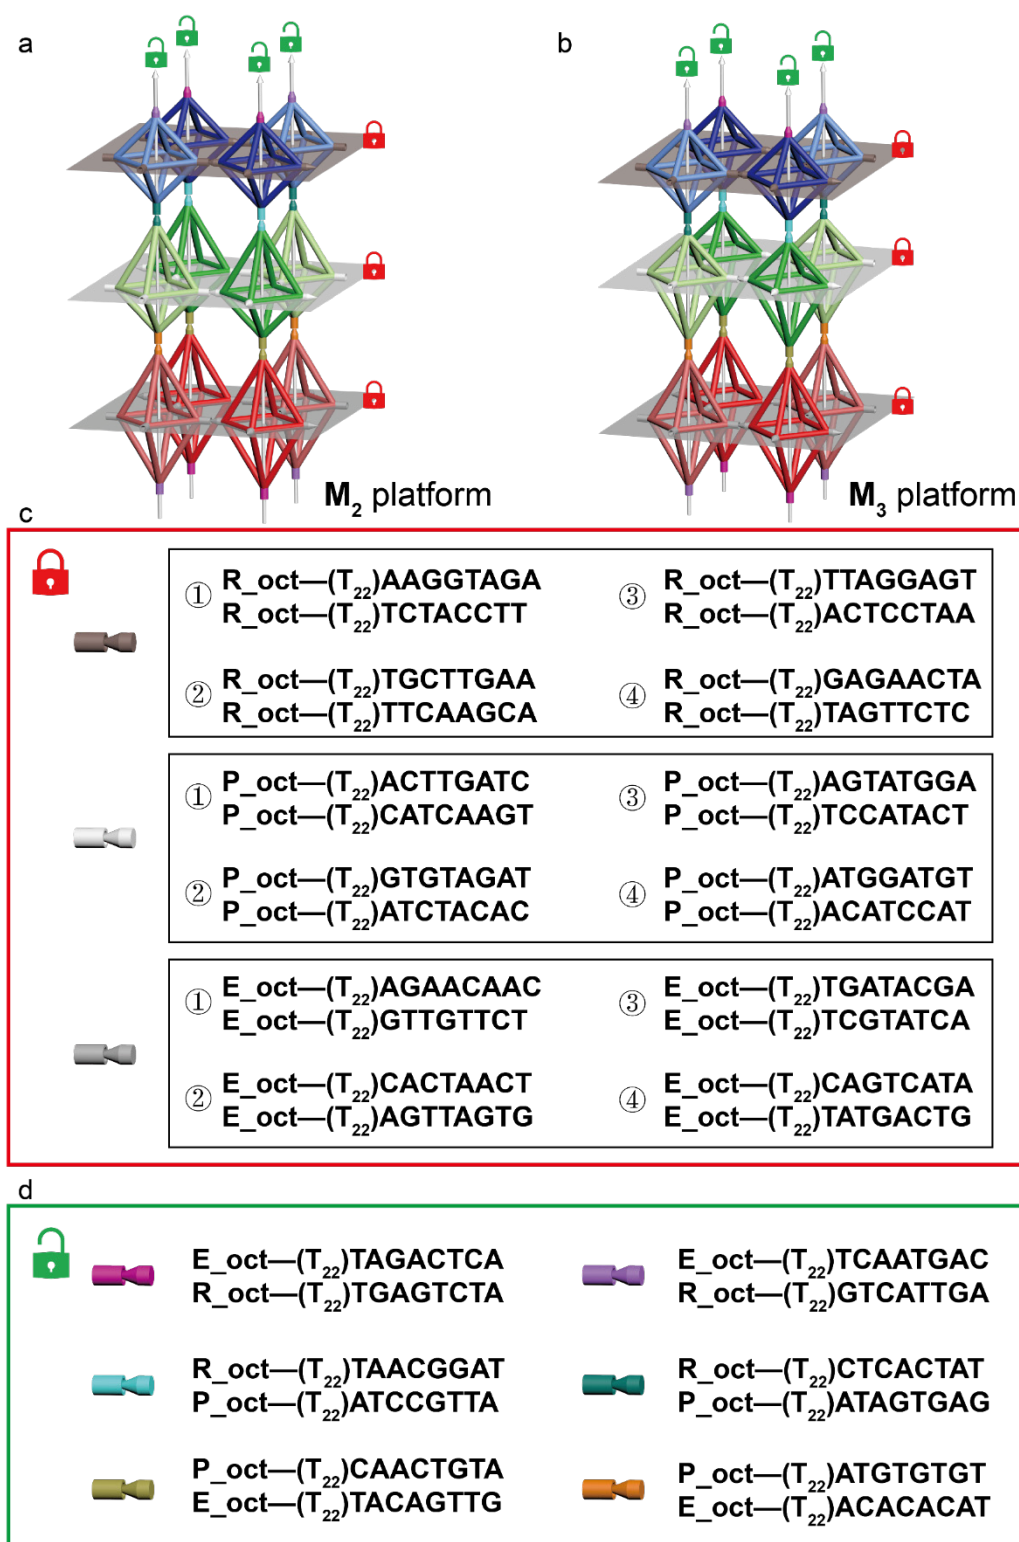 a
b
M₂ platform
M₃ platform
c
① R_oct—(T₂₂)AAGGTAGA
R_oct—(T₂₂)TCTACCTT
③ R_oct—(T₂₂)TTAGGAGT
R_oct—(T₂₂)ACTCCTAA
② R_oct—(T₂₂)TGCTTGAA
R_oct—(T₂₂)TTCAAGCA
④ R_oct—(T₂₂)GAGAACTA
R_oct—(T₂₂)TAGTTCTC
① P_oct—(T₂₂)ACTTGATC
P_oct—(T₂₂)CATCAAGT
③ P_oct—(T₂₂)AGTATGGA
P_oct—(T₂₂)TCCATACT
② P_oct—(T₂₂)GTGTAGAT
P_oct—(T₂₂)ATCTACAC
④ P_oct—(T₂₂)ATGGATGT
P_oct—(T₂₂)ACATCCAT
① E_oct—(T₂₂)AGAACAAC
E_oct—(T₂₂)GTTGTTCT
③ E_oct—(T₂₂)TGATACGA
E_oct—(T₂₂)TCGTATCA
② E_oct—(T₂₂)CACTAACT
E_oct—(T₂₂)AGTTAGTG
④ E_oct—(T₂₂)CAGTCATA
E_oct—(T₂₂)TATGACTG
d
E_oct—(T₂₂)TAGACTCA
R_oct—(T₂₂)TGAGTCTA
E_oct—(T₂₂)TCAATGAC
R_oct—(T₂₂)GTCATTGA
R_oct—(T₂₂)TAACGGAT
P_oct—(T₂₂)ATCCGTTA
R_oct—(T₂₂)CTCACTAT
P_oct—(T₂₂)ATAGTGAG
P_oct—(T₂₂)CAACTGTA
E_oct—(T₂₂)TACAGTTG
P_oct—(T₂₂)ATGTGTGT
E_oct—(T₂₂)ACACACAT